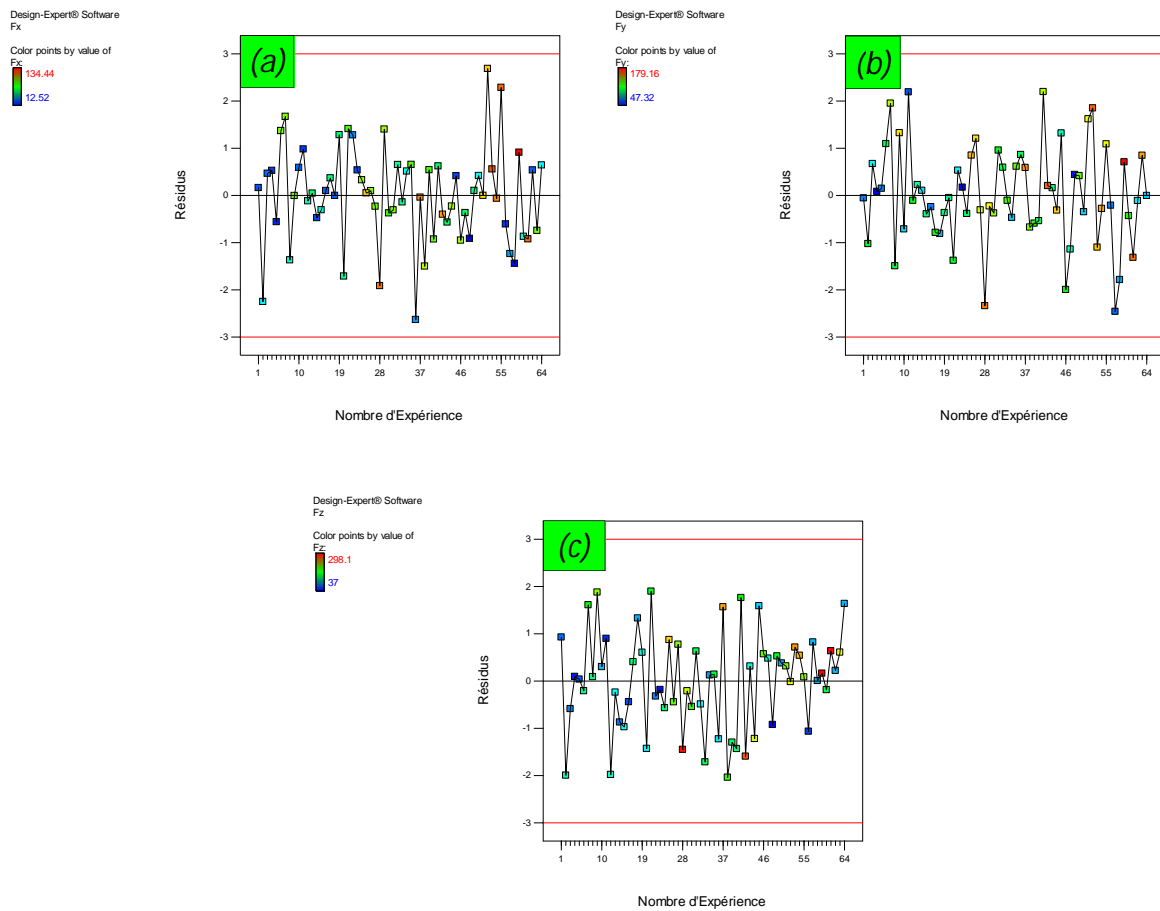 Design-Expert® Software
Fx
Color points by value of
Fx:
134.44
12.52
(a)
3
2
1
0
-1
-2
-3
Résidus
1 10 19 28 37 46 55 64
Nombre d'Expérience
Design-Expert® Software
Fy
Color points by value of
Fy:
179.16
47.32
(b)
3
2
1
0
-1
-2
-3
Résidus
1 10 19 28 37 46 55 64
Nombre d'Expérience
Design-Expert® Software
Fz
Color points by value of
Fz:
298.1
37
(c)
3
2
1
0
-1
-2
-3
Résidus
1 10 19 28 37 46 55 64
Nombre d'Expérience